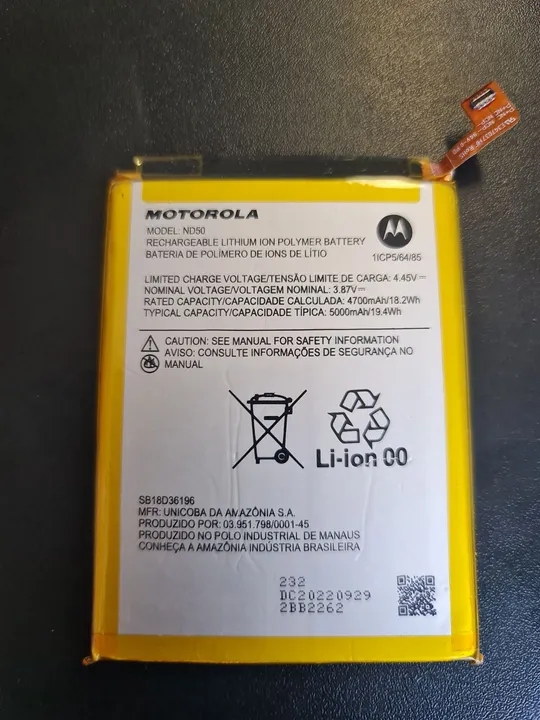 MOTOROLA
MODEL: ND50
RECHARGEABLE LITHIUM ION POLYMER BATTERY
BATERIA DE POLÍMERO DE IONS DE LÍTIO
1ICP5/64/85
LIMITED CHARGE VOLTAGE/TENSÃO LIMITE DE CARGA: 4.45V⎓
NOMINAL VOLTAGE/VOLTAGEM NOMINAL: 3.87V⎓
RATED CAPACITY/CAPACIDADE CALCULADA: 4700mAh/18.2Wh
TYPICAL CAPACITY/CAPACIDADE TÍPICA: 5000mAh/19.4Wh
CAUTION: SEE MANUAL FOR SAFETY INFORMATION
AVISO: CONSULTE INFORMAÇÕES DE SEGURANÇA NO
MANUAL
Li-ion 00
SB18D36196
MFR: UNICOBA DA AMAZÔNIA S.A.
PRODUZIDO POR: 03.951.798/0001-45
PRODUZIDO NO POLO INDUSTRIAL DE MANAUS
CONHEÇA A AMAZÔNIA INDÚSTRIA BRASILEIRA
232
DC20220929
2BB2262